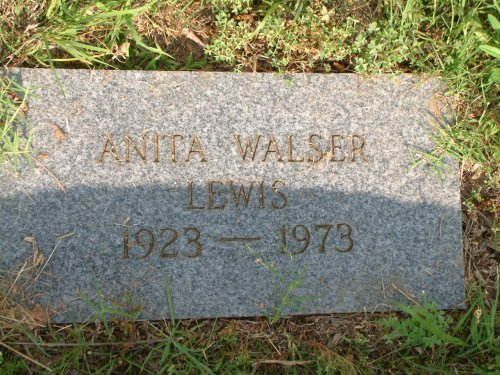 ANITA WALSER
LEWIS
1923 — 1973